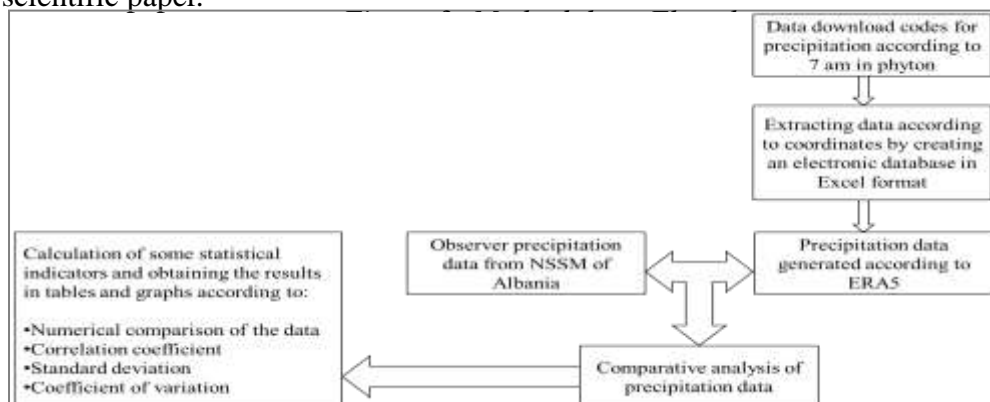 scientific paper.
Data download codes for
precipitation according to
7 am in phyton
Extracting data according
to coordinates by creating
an electronic database in
Excel format
Calculation of some statistical
indicators and obtaining the results
in tables and graphs according to:
•Numerical comparison of the data
•Correlation coefficient
•Standard deviation
•Coefficient of variation
Observer precipitation
data from NSSM of
Albania
Precipitation data
generated according to
ERA5
Comparative analysis of
precipitation data